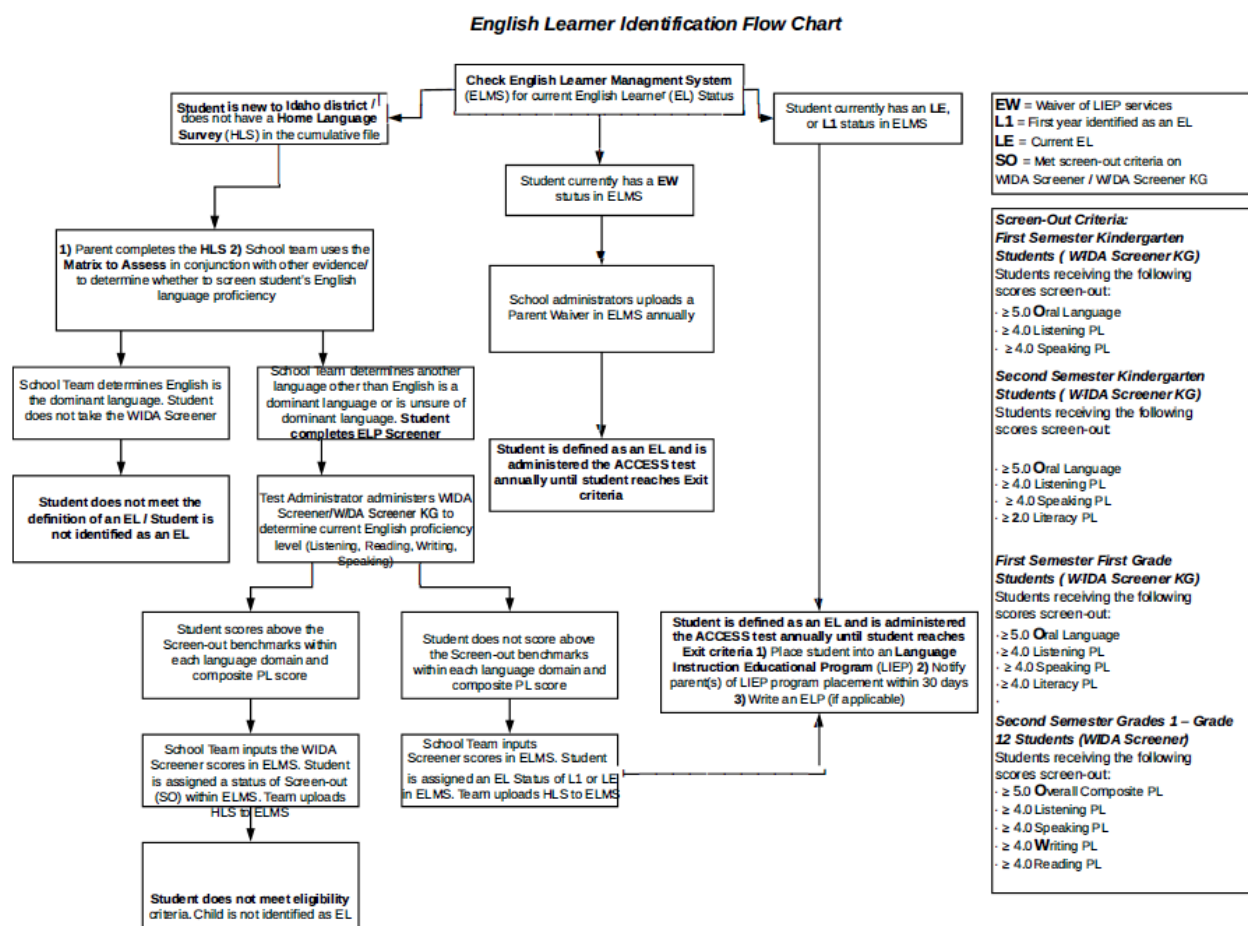 English Learner Identification Flow Chart
Check English Learner Managment System
(ELMS) for current English Learner (EL) Status
Student is new to Idaho district /
does not have a Home Language
Survey (HLS) in the cumulative file
Student currently has an LE,
or L1 status in ELMS
Student currently has a EW
status in ELMS
1) Parent completes the HLS 2) School team uses the
Matrix to Assess in conjunction with other evidence/
to determine whether to screen student's English
language proficiency
School administrators uploads a
Parent Waiver in ELMS annually
School Team determines English is
the dominant language. Student
does not take the WIDA Screener
School Team determines another
language other than English is a
dominant language or is unsure of
dominant language. Student
completes ELP Screener
Student is defined as an EL and is
administered the ACCESS test
annually until student reaches Exit
criteria
Student does not meet the
definition of an EL / Student is
not identified as an EL
Test Administrator administers WIDA
Screener/WIDA Screener KG to
determine current English proficiency
level (Listening, Reading, Writing,
Speaking)
Student scores above the
Screen-out benchmarks within
each language domain and
composite PL score
Student does not score above
the Screen-out benchmarks
within each language domain and
composite PL score
Student is defined as an EL and is administered
the ACCESS test annually until student reaches
Exit criteria 1) Place student into an Language
Instruction Educational Program (LIEP) 2) Notify
parent(s) of LIEP program placement within 30 days
3) Write an ELP (if applicable)
School Team inputs the WIDA
Screener scores in ELMS. Student
is assigned a status of Screen-out
(SO) within ELMS. Team uploads
HLS to ELMS
School Team inputs
Screener scores in ELMS. Student
is assigned an EL Status of L1 or LE
in ELMS. Team uploads HLS to ELMS
Student does not meet eligibility
criteria. Child is not identified as EL
EW = Waiver of LIEP services
L1 = First year identified as an EL
LE = Current EL
SO = Met screen-out criteria on
WIDA Screener / WIDA Screener KG
Screen-Out Criteria:
First Semester Kindergarten
Students ( WIDA Screener KG)
Students receiving the following
scores screen-out:
· ≥ 5.0 Oral Language
· ≥ 4.0 Listening PL
· ≥ 4.0 Speaking PL
Second Semester Kindergarten
Students ( WIDA Screener KG)
Students receiving the following
scores screen-out:
· ≥ 5.0 Oral Language
· ≥ 4.0 Listening PL
· ≥ 4.0 Speaking PL
· ≥ 2.0 Literacy PL
First Semester First Grade
Students ( WIDA Screener KG)
Students receiving the following
scores screen-out:
· ≥ 5.0 Oral Language
· ≥ 4.0 Listening PL
· ≥ 4.0 Speaking PL
· ≥ 4.0 Literacy PL
·
Second Semester Grades 1 – Grade
12 Students (WIDA Screener)
Students receiving the following
scores screen-out:
· ≥ 5.0 Overall Composite PL
· ≥ 4.0 Listening PL
· ≥ 4.0 Speaking PL
· ≥ 4.0 Writing PL
· ≥ 4.0 Reading PL